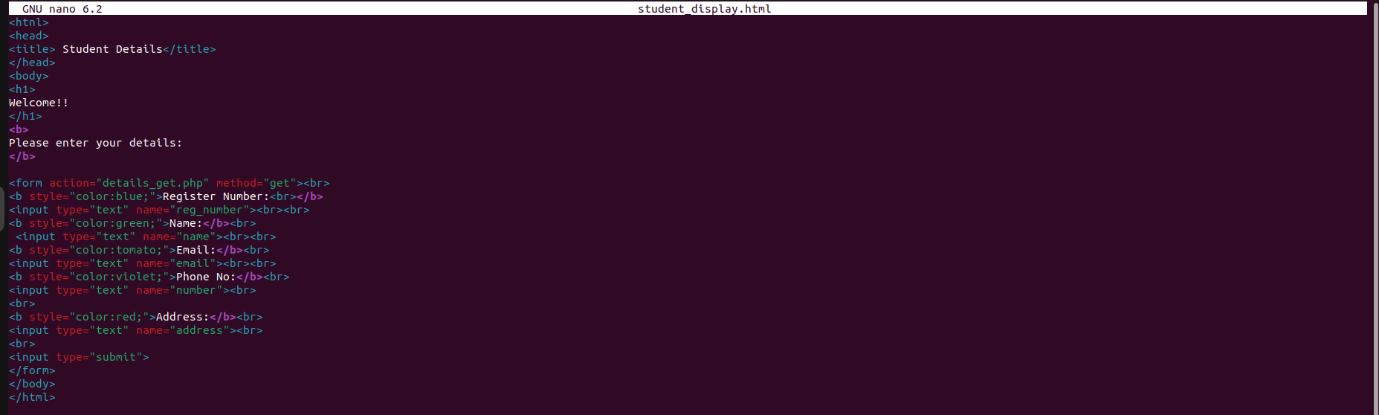 GNU nano 6.2 student_display.html
<html>
<head>
<title> Student Details</title>
</head>
<body>
<h1>
Welcome!!
</h1>
<b>
Please enter your details:
</b>

<form action="details_get.php" method="get"><br>
<b style="color:blue;">Register Number:<br></b>
<input type="text" name="reg_number"><br><br>
<b style="color:green;">Name:</b><br>
 <input type="text" name="name"><br><br>
<b style="color:tomato;">Email:</b><br>
<input type="text" name="email"><br><br>
<b style="color:violet;">Phone No:</b><br>
<input type="text" name="number"><br>
<br>
<b style="color:red;">Address:</b><br>
<input type="text" name="address"><br>
<br>
<input type="submit">
</form>
</body>
</html>